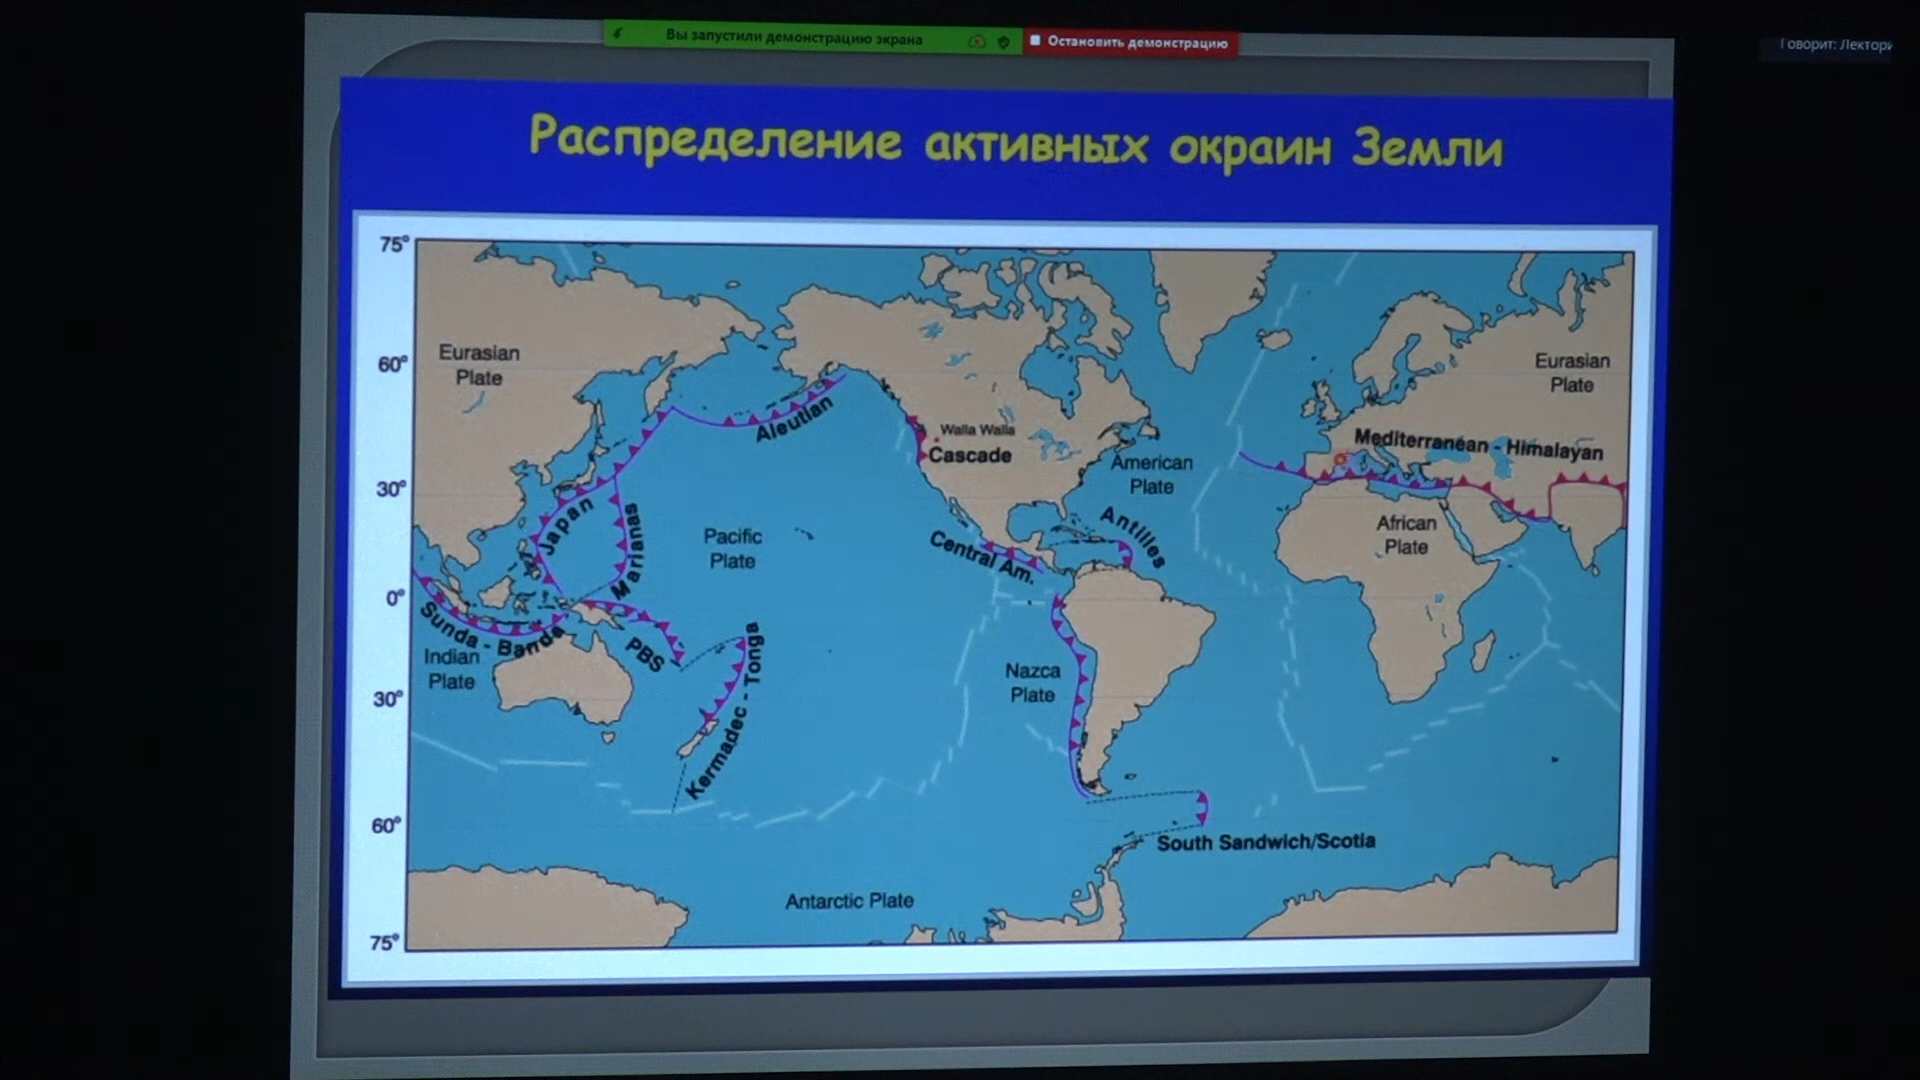 Вы запустили демонстрацию экрана
Остановить демонстрацию
Говорит: Лектори
Распределение активных окраин Земли
75°
60°
30°
0°
30°
60°
75°
Eurasian
Plate
Aleutian
Walla Walla
Cascade
American
Plate
Mediterranean - Himalayan
Eurasian
Plate
Japan
Marianas
Pacific
Plate
Central Am.
Antilles
African
Plate
Sunda - Banda
Indian
Plate
PBS
Kermadec - Tonga
Nazca
Plate
South Sandwich/Scotia
Antarctic Plate